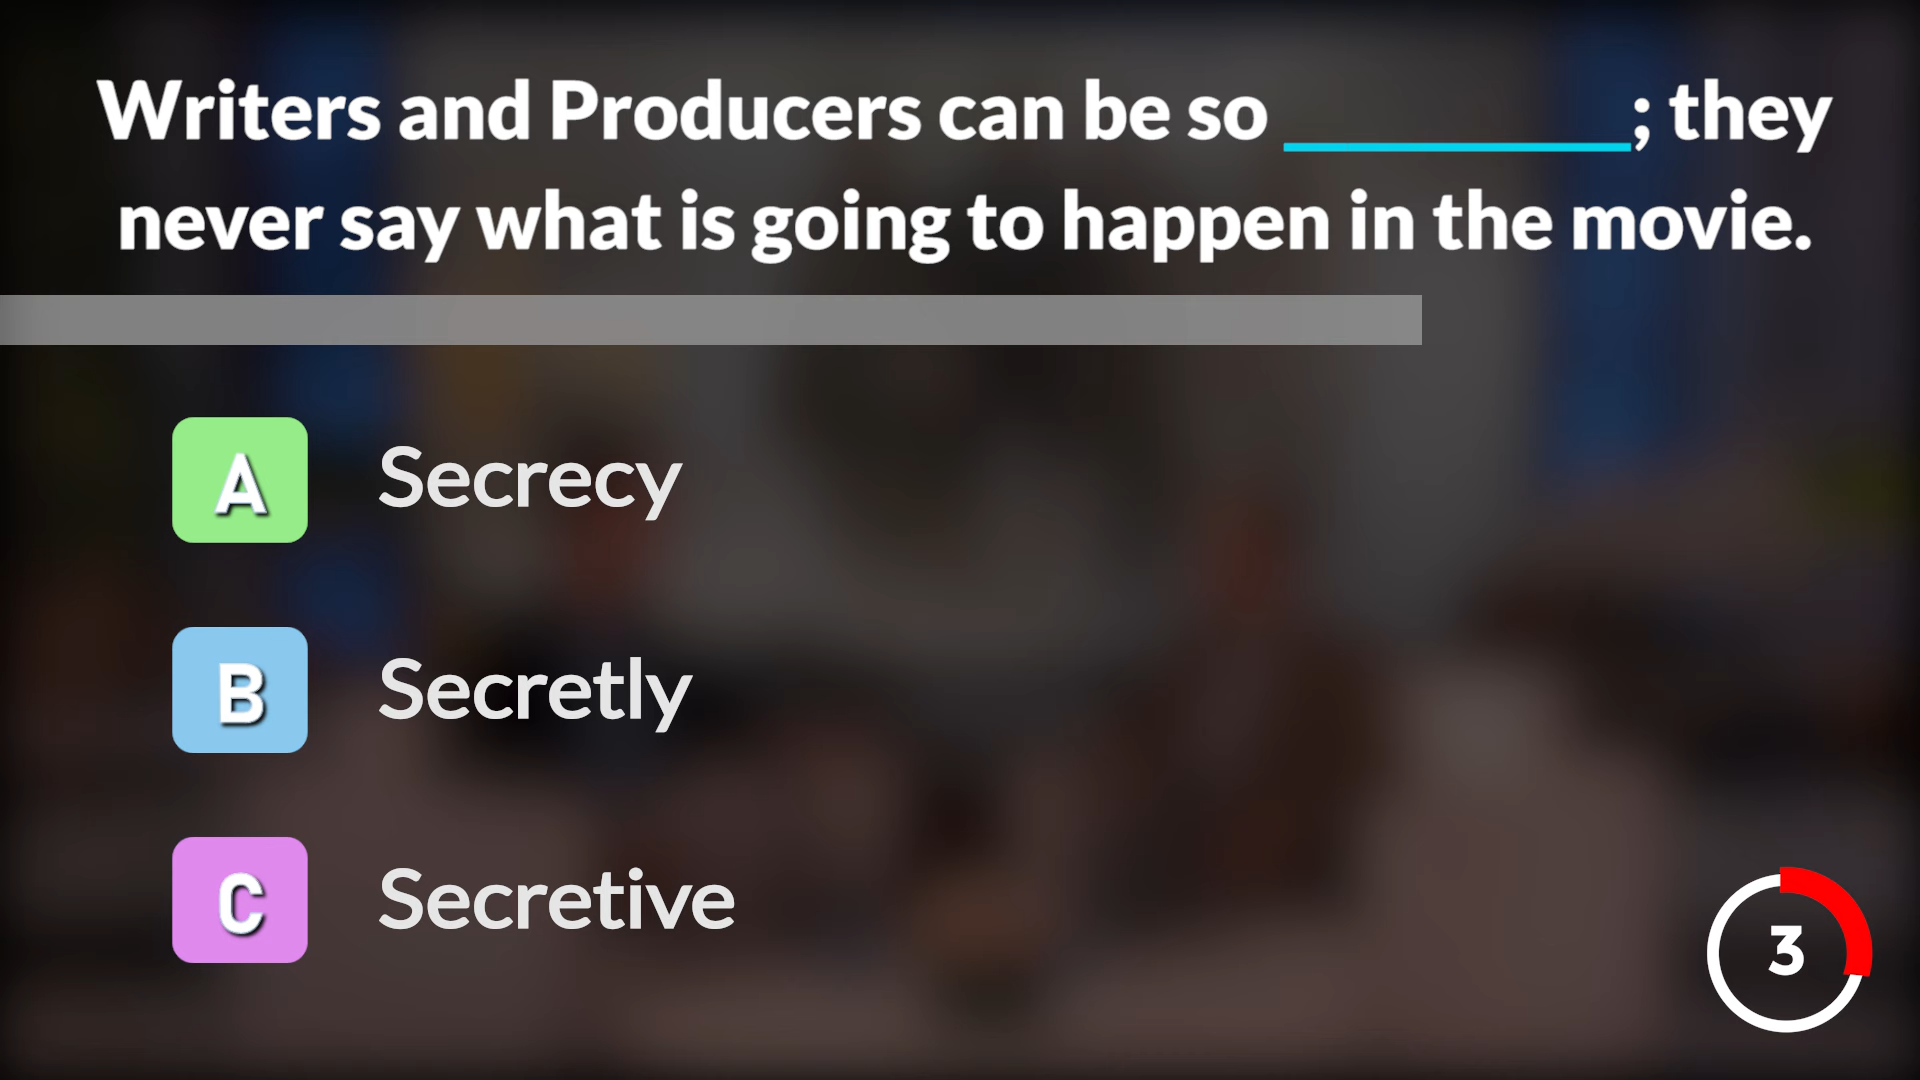 Writers and Producers can be so __________; they
never say what is going to happen in the movie.
A Secrecy
B Secretly
C Secretive
3